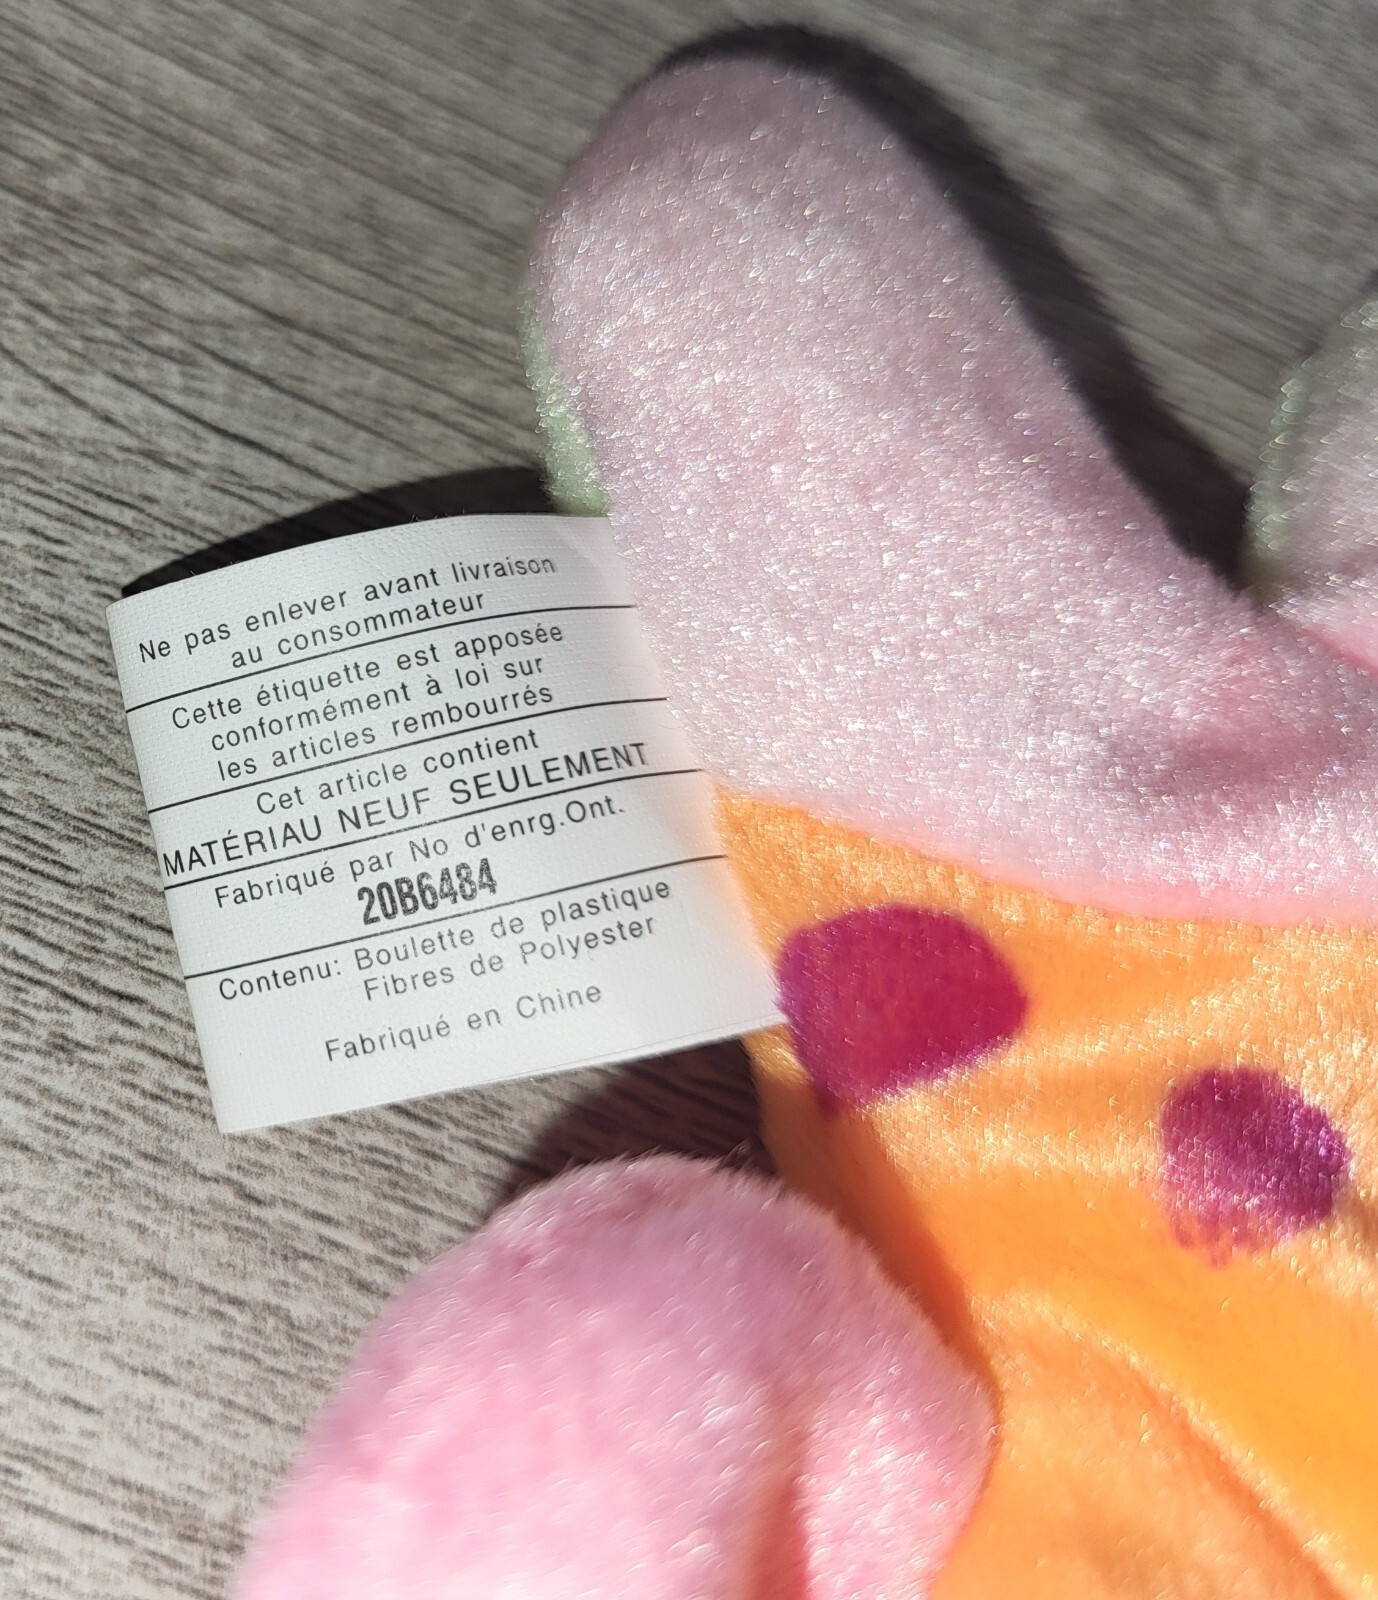 Ne pas enlever avant livraison
au consommateur
Cette étiquette est apposée
conformément à loi sur
les articles rembourrés
Cet article contient
MATÉRIAU NEUF SEULEMENT
Fabriqué par No d'enrg.Ont.
20B6484
Contenu: Boulette de plastique
Fibres de Polyester
Fabriqué en Chine